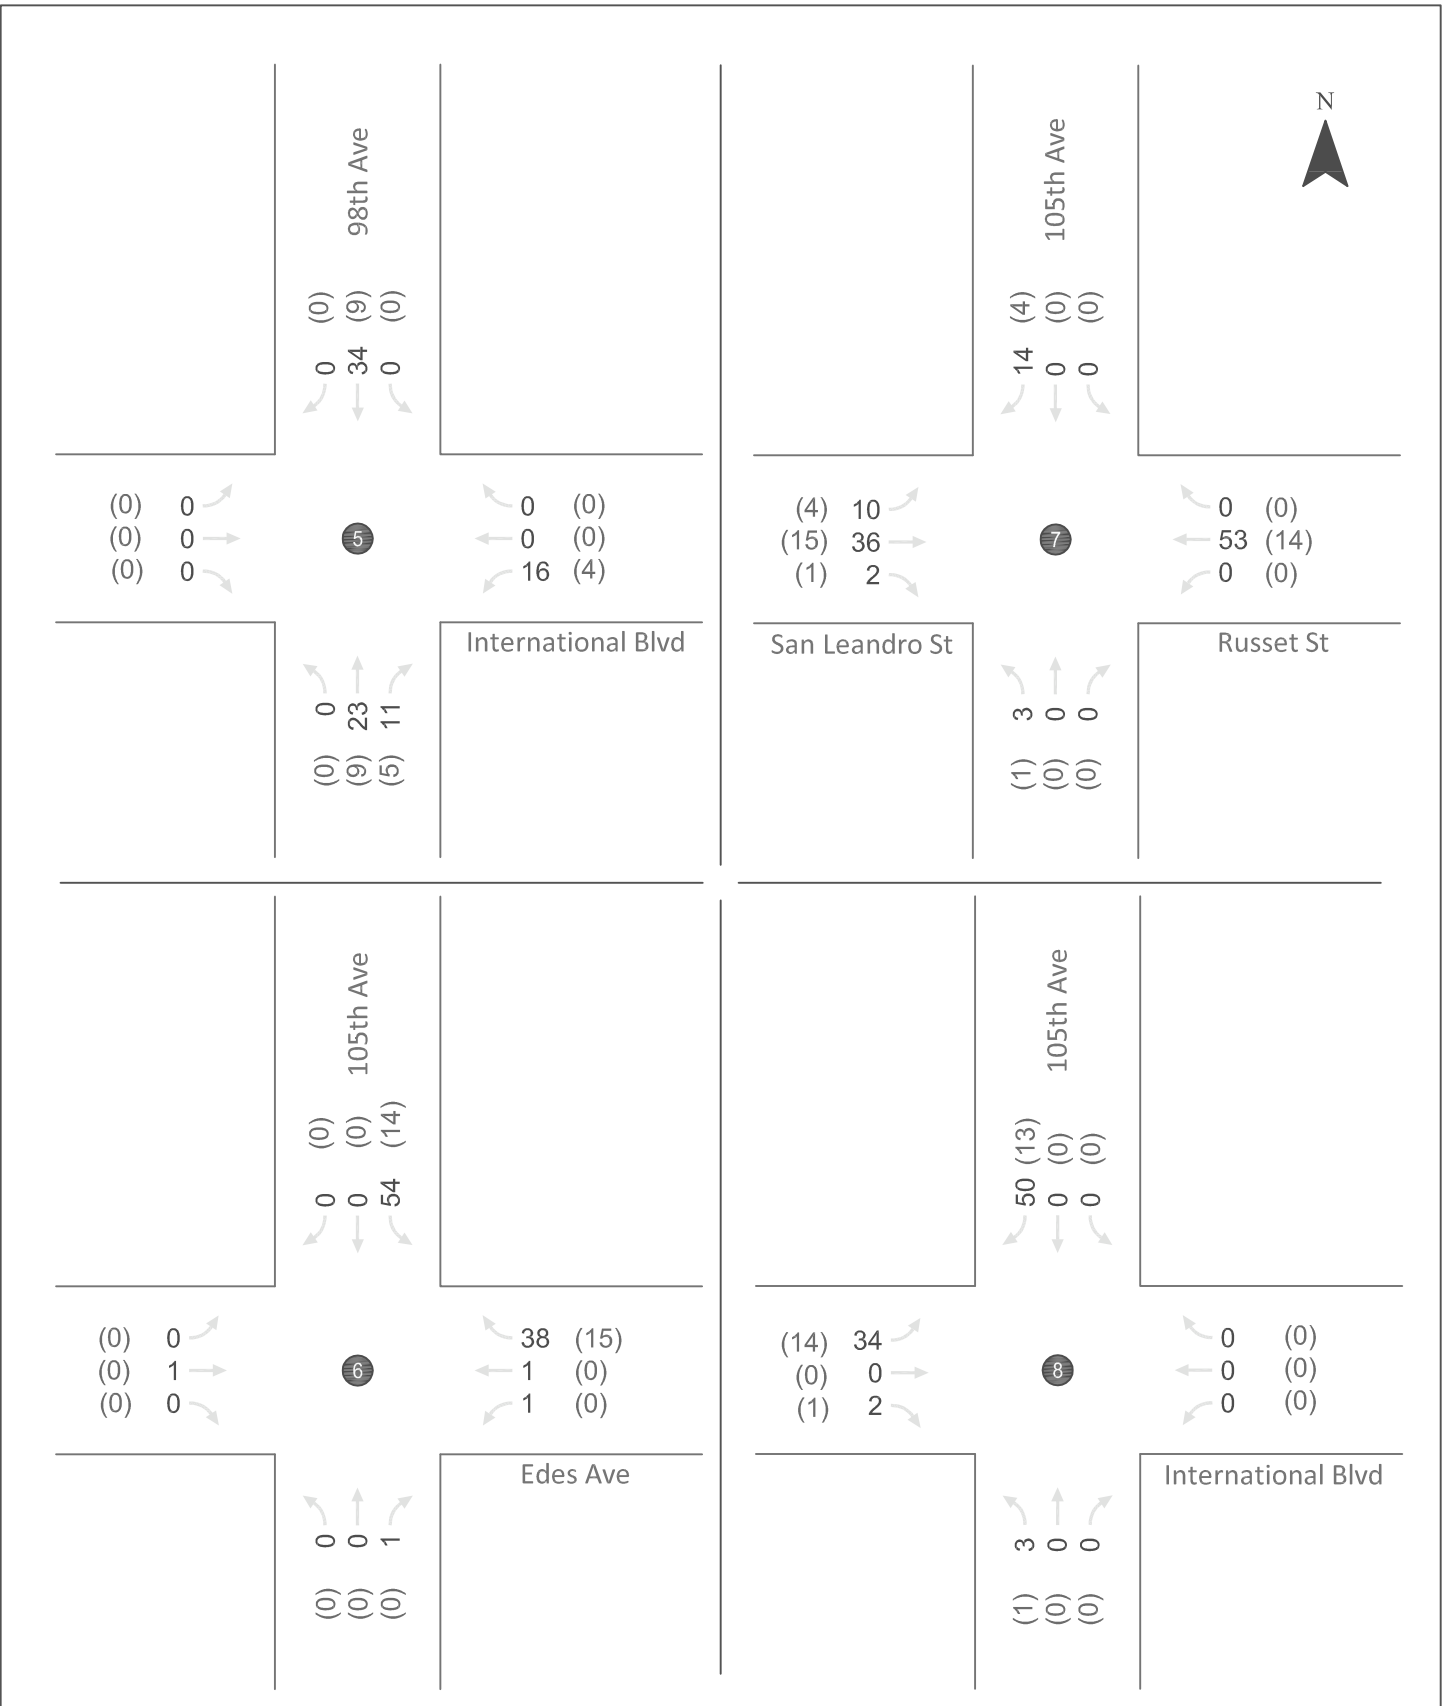 N
98th Ave
(0) (9) (0)
0 34 0
(0) 0
(0) 0
(0) 0
5
0 (0)
0 (0)
16 (4)
International Blvd
0 23 11
(0) (9) (5)
105th Ave
(4) (0) (0)
14 0 0
(4) 10
(15) 36
(1) 2
7
0 (0)
53 (14)
0 (0)
San Leandro St
Russet St
3 0 0
(1) (0) (0)
105th Ave
(0) (0) (14)
0 0 54
(0) 0
(0) 1
(0) 0
6
38 (15)
1 (0)
1 (0)
Edes Ave
0 0 1
(0) (0) (0)
105th Ave
(13) (0) (0)
50 0 0
(14) 34
(0) 0
(1) 2
8
0 (0)
0 (0)
0 (0)
International Blvd
3 0 0
(1) (0) (0)